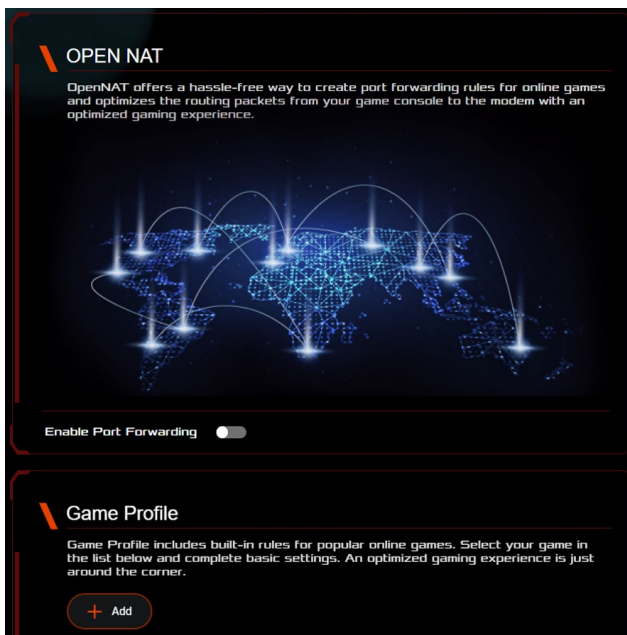 OPEN NAT
OpenNAT offers a hassle-free way to create port forwarding rules for online games
and optimizes the routing packets from your game console to the modem with an
optimized gaming experience.
Enable Port Forwarding
Game Profile
Game Profile includes built-in rules for popular online games. Select your game in
the list below and complete basic settings. An optimized gaming experience is just
around the corner.
Add